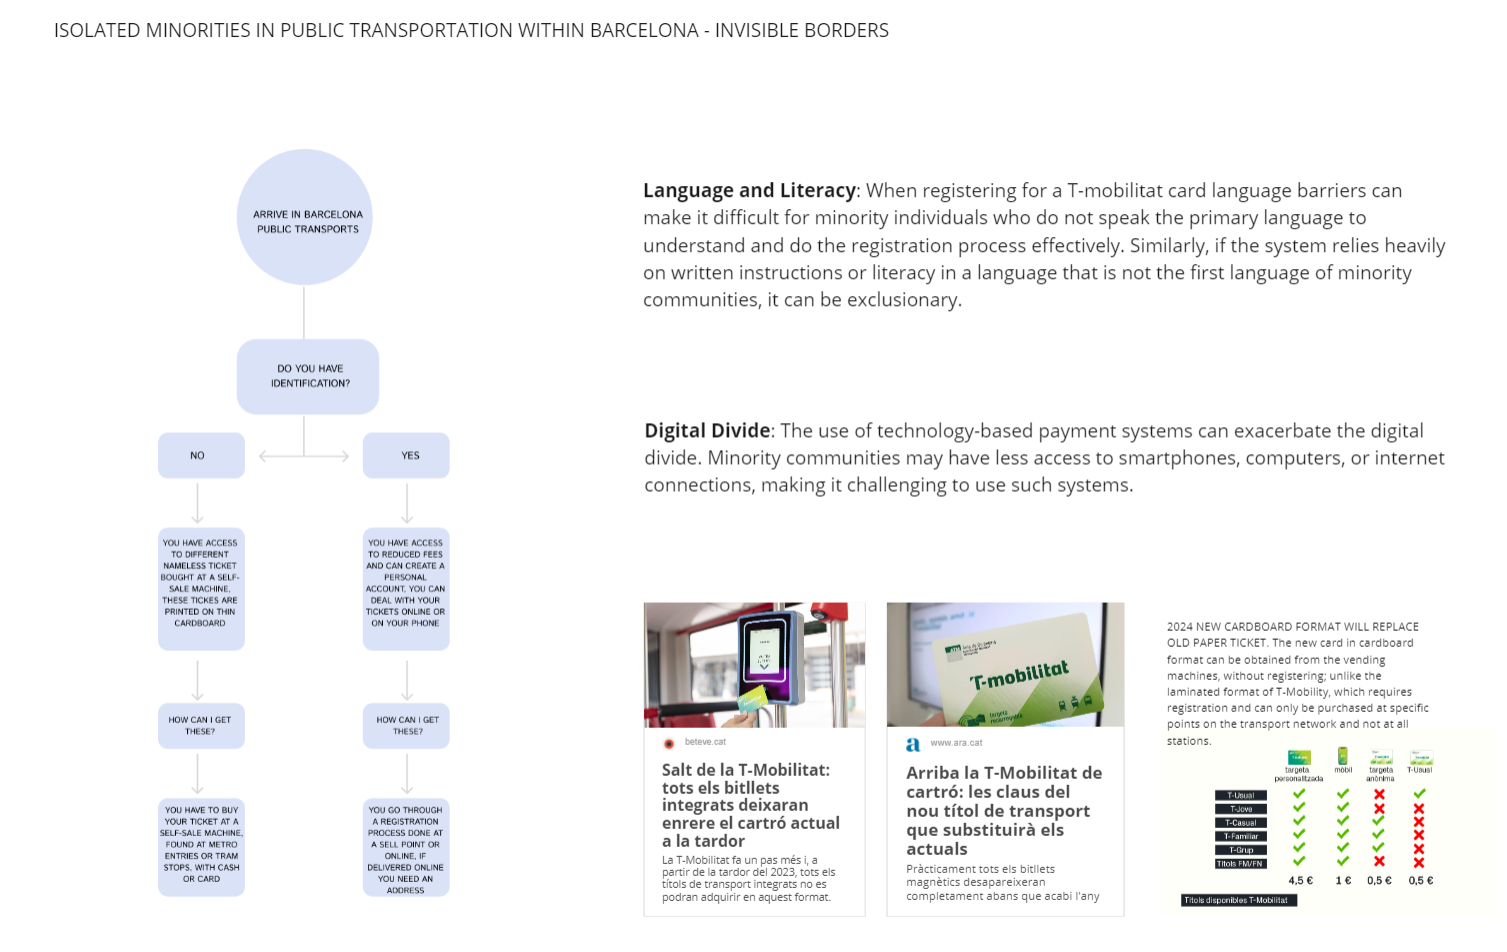 ISOLATED MINORITIES IN PUBLIC TRANSPORTATION WITHIN BARCELONA - INVISIBLE BORDERS
ARRIVE IN BARCELONA
PUBLIC TRANSPORTS
DO YOU HAVE
IDENTIFICATION?
NO
YES
YOU HAVE ACCESS
TO DIFFERENT
NAMELESS TICKET
BOUGHT AT A SELF-
SALE MACHINE,
THESE TICKES ARE
PRINTED ON THIN
CARDBOARD
YOU HAVE ACCESS
TO REDUCED FEES
AND CAN CREATE A
PERSONAL
ACCOUNT, YOU CAN
DEAL WITH YOUR
TICKETS ONLINE OR
ON YOUR PHONE
HOW CAN I GET
THESE?
HOW CAN I GET
THESE?
YOU HAVE TO BUY
YOUR TICKET AT A
SELF-SALE MACHINE,
FOUND AT METRO
ENTRIES OR TRAM
STOPS, WITH CASH
OR CARD
YOU GO THROUGH
A REGISTRATION
PROCESS DONE AT
A SELL POINT OR
ONLINE, IF
DELIVERED ONLINE
YOU NEED AN
ADDRESS
Language and Literacy: When registering for a T-mobilitat card language barriers can
make it difficult for minority individuals who do not speak the primary language to
understand and do the registration process effectively. Similarly, if the system relies heavily
on written instructions or literacy in a language that is not the first language of minority
communities, it can be exclusionary.
Digital Divide: The use of technology-based payment systems can exacerbate the digital
divide. Minority communities may have less access to smartphones, computers, or internet
connections, making it challenging to use such systems.
beteve.cat
Salt de la T-Mobilitat:
tots els bitllets
integrats deixaran
enrere el cartró actual
a la tardor
La T-Mobilitat fa un pas més i, a
partir de la tardor del 2023, tots els
títols de transport integrats no es
podran adquirir en aquest format.
T-mobilitat
targeta
recarregable
a
www.ara.cat
Arriba la T-Mobilitat de
cartró: les claus del
nou títol de transport
que substituirà els
actuals
Pràcticament tots els bitllets
magnètics desapareixeran
completament abans que acabi l'any
2024 NEW CARDBOARD FORMAT WILL REPLACE
OLD PAPER TICKET. The new card in cardboard
format can be obtained from the vending
machines, without registering; unlike the
laminated format of T-Mobility, which requires
registration and can only be purchased at specific
points on the transport network and not at all
stations.
targeta
personalitzada
mòbil
targeta
anònima
T-Usual
T-Usual
T-Jove
T-Casual
T-Familiar
T-Grup
Títols FM/FN
4,5 € 1 € 0,5 € 0,5 €
Títols disponibles T-Mobilitat